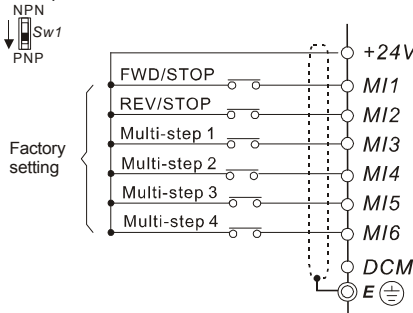 NPN
Sw1
PNP
+24V
FWD/STOP
MI1
REV/STOP
MI2
Multi-step 1
MI3
Factory
setting
Multi-step 2
MI4
Multi-step 3
MI5
Multi-step 4
MI6
DCM
E